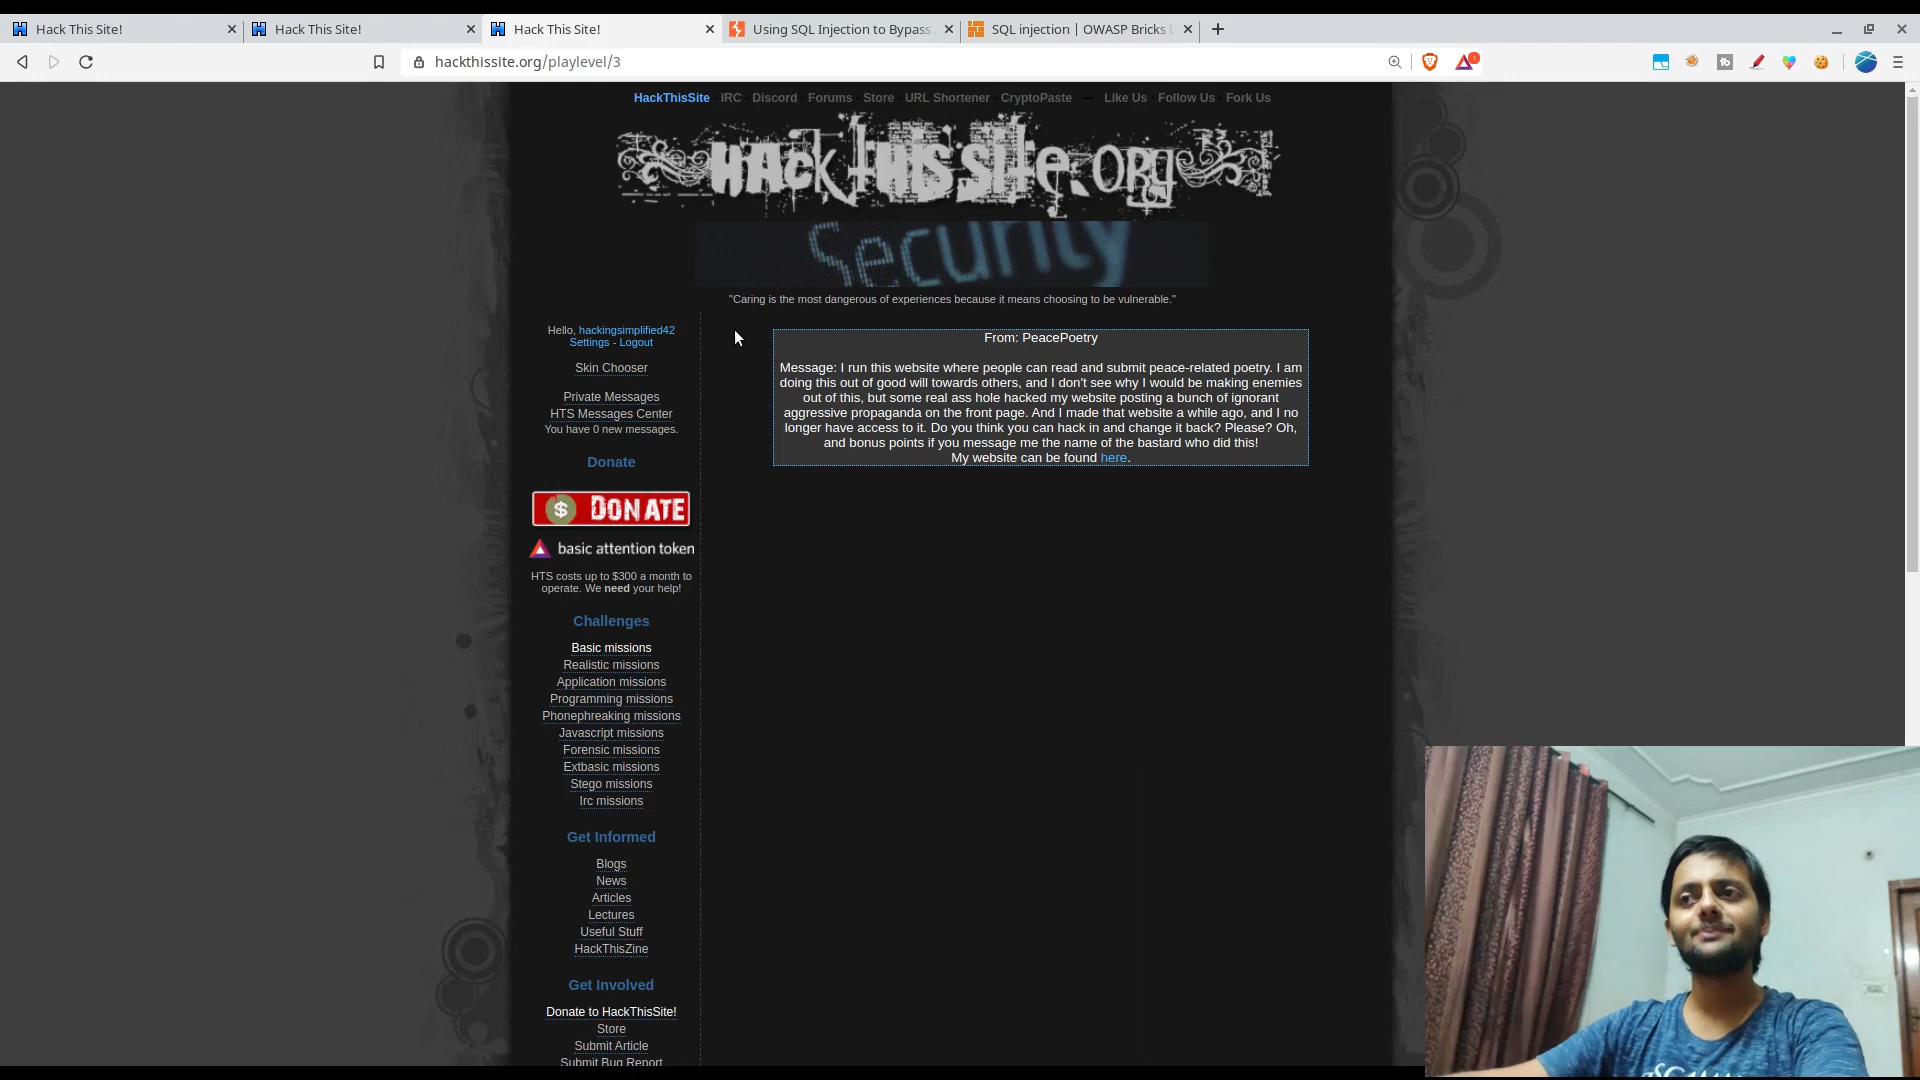 Hack This Site!
Hack This Site!
Hack This Site!
Using SQL Injection to Bypass
SQL injection | OWASP Bricks
hackthissite.org/playlevel/3
1
HackThisSite IRC Discord Forums Store URL Shortener CryptoPaste — Like Us Follow Us Fork Us
Hack This Site.org
Security
"Caring is the most dangerous of experiences because it means choosing to be vulnerable."
Hello, hackingsimplified42
Settings - Logout
Skin Chooser
Private Messages
HTS Messages Center
You have 0 new messages.
Donate
$ DONATE
basic attention token
HTS costs up to $300 a month to
operate. We need your help!
Challenges
Basic missions
Realistic missions
Application missions
Programming missions
Phonephreaking missions
Javascript missions
Forensic missions
Extbasic missions
Stego missions
Irc missions
Get Informed
Blogs
News
Articles
Lectures
Useful Stuff
HackThisZine
Get Involved
Donate to HackThisSite!
Store
Submit Article
Submit Bug Report
From: PeacePoetry
Message: I run this website where people can read and submit peace-related poetry. I am
doing this out of good will towards others, and I don't see why I would be making enemies
out of this, but some real ass hole hacked my website posting a bunch of ignorant
aggressive propaganda on the front page. And I made that website a while ago, and I no
longer have access to it. Do you think you can hack in and change it back? Please? Oh,
and bonus points if you message me the name of the bastard who did this!
My website can be found here.